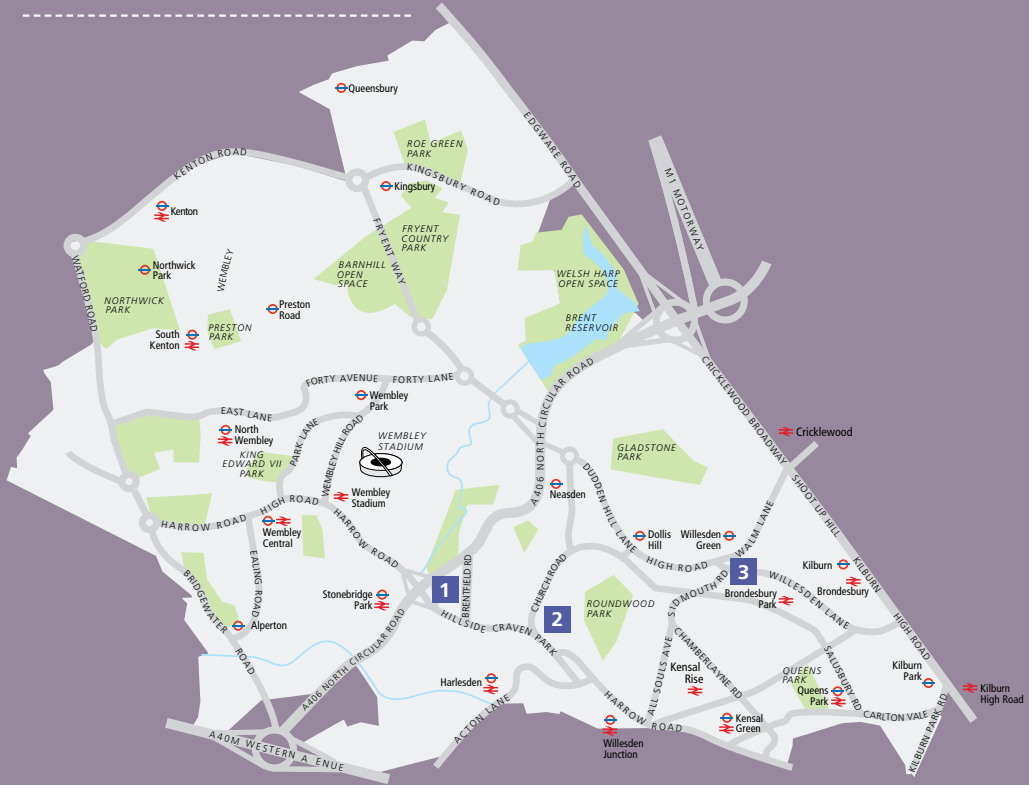 Queensbury
EDGWARE ROAD
ROE GREEN
PARK
KENTON ROAD
KINGSBURY ROAD
M1 MOTORWAY
Kingsbury
Kenton
FRYENT
COUNTRY
PARK
FRYENT WAY
WATFORD ROAD
Northwick
Park
WEMBLEY
BARNHILL
OPEN
SPACE
WELSH HARP
OPEN SPACE
NORTHWICK
PARK
Preston
Road
BRENT
RESERVOIR
South
Kenton
PRESTON
PARK
CRICKLEWOOD BROADWAY
FORTY AVENUE
FORTY LANE
Wembley
Park
A406 NORTH CIRCULAR ROAD
EAST LANE
North
Wembley
PARK LANE
WEMBLEY HILL ROAD
WEMBLEY
STADIUM
Cricklewood
KING
EDWARD VII
PARK
GLADSTONE
PARK
DUDDEN HILL LANE
SHOOT UP HILL
Wembley
Stadium
Neasden
HARROW ROAD
HIGH ROAD
HARROW ROAD
Wembley
Central
Dollis
Hill
Willesden
Green
WALM LANE
EALING ROAD
HIGH ROAD
Kilburn
KILBURN
HIGH ROAD
BRIDGEWATER
ROAD
Stonebridge
Park
1
BRENTFIELD RD
CHURCH ROAD
3
WILLESDEN LANE
Brondesbury
SIDMOUTH RD
Brondesbury
Park
2
ROUNDWOOD
PARK
Alperton
HILLSIDE CRAVEN PARK
A406 NORTH CIRCULAR ROAD
CHAMBERLAYNE RD
SALUSBURY RD
ALL SOULS AVE
Kensal
Rise
QUEENS
PARK
Queens
Park
Kilburn
Park
Kilburn
High Road
Harlesden
ACTON LANE
HARROW ROAD
Kensal
Green
CARLTON VALE
KILBURN PARK RD
Willesden
Junction
A40M WESTERN A ENUE